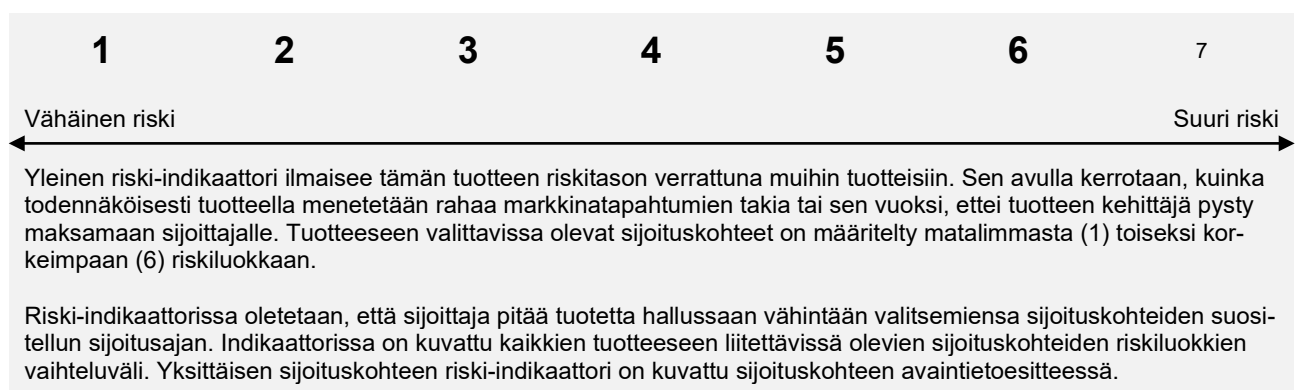 1 2 3 4 5 6 7
Vähäinen riski Suuri riski
Yleinen riski-indikaattori ilmaisee tämän tuotteen riskitason verrattuna muihin tuotteisiin. Sen avulla kerrotaan, kuinka
todennäköisesti tuotteella menetetään rahaa markkinatapahtumien takia tai sen vuoksi, ettei tuotteen kehittäjä pysty
maksamaan sijoittajalle. Tuotteeseen valittavissa olevat sijoituskohteet on määritelty matalimmasta (1) toiseksi kor-
keimpaan (6) riskiluokkaan.
Riski-indikaattorissa oletetaan, että sijoittaja pitää tuotetta hallussaan vähintään valitsemiensa sijoituskohteiden suosi-
tellun sijoitusajan. Indikaattorissa on kuvattu kaikkien tuotteeseen liitettävissä olevien sijoituskohteiden riskiluokkien
vaihteluväli. Yksittäisen sijoituskohteen riski-indikaattori on kuvattu sijoituskohteen avaintietoesitteessä.